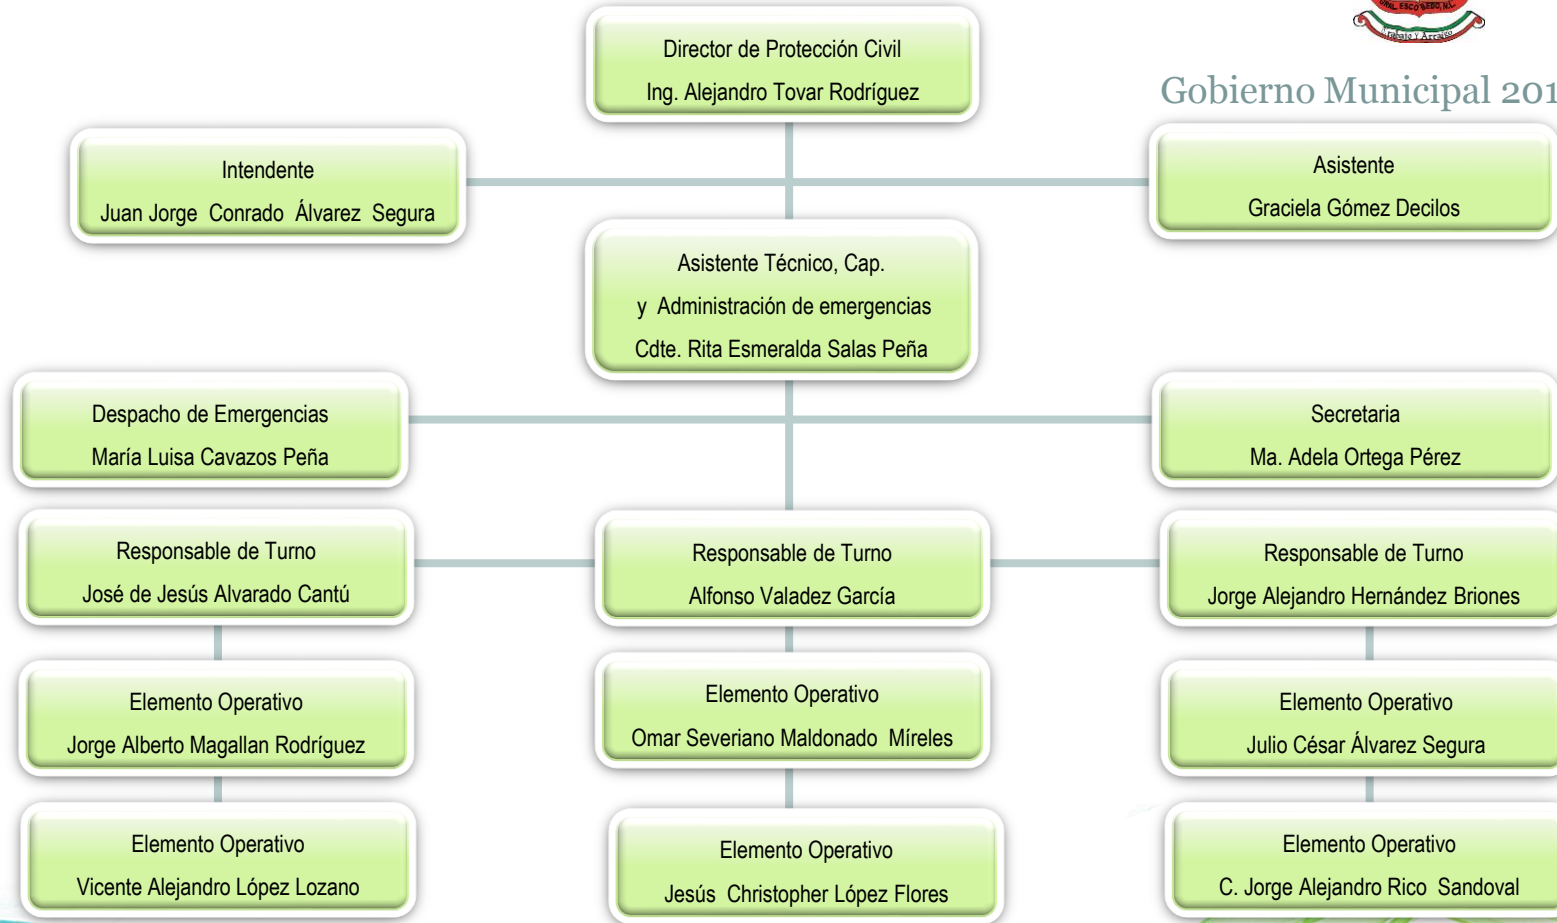 RAL. ESCOBEDO, N.L.
Trabajo Y Arraigo
Director de Protección Civil
Ing. Alejandro Tovar Rodríguez
Gobierno Municipal 201
Intendente
Juan Jorge Conrado Álvarez Segura
Asistente
Graciela Gómez Decilos
Asistente Técnico, Cap.
y Administración de emergencias
Cdte. Rita Esmeralda Salas Peña
Despacho de Emergencias
María Luisa Cavazos Peña
Secretaria
Ma. Adela Ortega Pérez
Responsable de Turno
José de Jesús Alvarado Cantú
Responsable de Turno
Alfonso Valadez García
Responsable de Turno
Jorge Alejandro Hernández Briones
Elemento Operativo
Jorge Alberto Magallan Rodríguez
Elemento Operativo
Omar Severiano Maldonado Míreles
Elemento Operativo
Julio César Álvarez Segura
Elemento Operativo
Vicente Alejandro López Lozano
Elemento Operativo
Jesús Christopher López Flores
Elemento Operativo
C. Jorge Alejandro Rico Sandoval